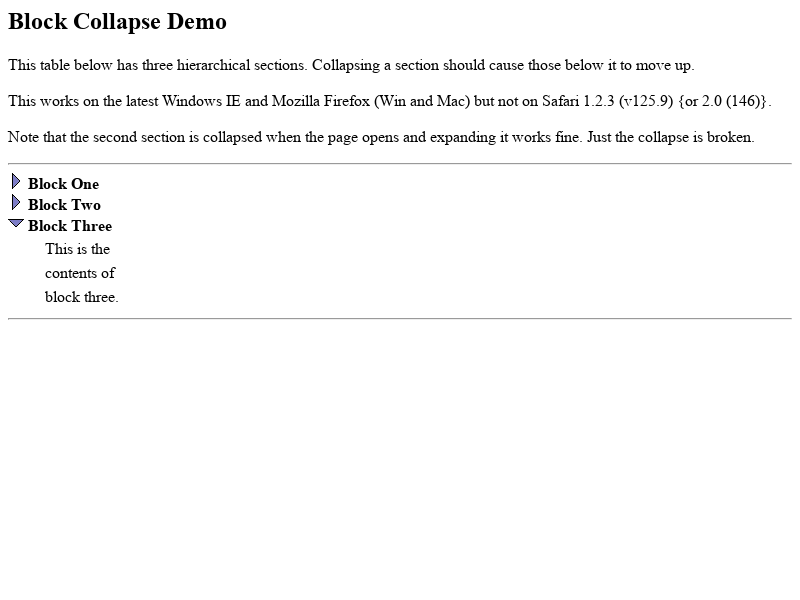 Block Collapse Demo
This table below has three hierarchical sections. Collapsing a section should cause those below it to move up.
This works on the latest Windows IE and Mozilla Firefox (Win and Mac) but not on Safari 1.2.3 (v125.9) {or 2.0 (146)}.
Note that the second section is collapsed when the page opens and expanding it works fine. Just the collapse is broken.
Block One
Block Two
Block Three
This is the
contents of
block three.